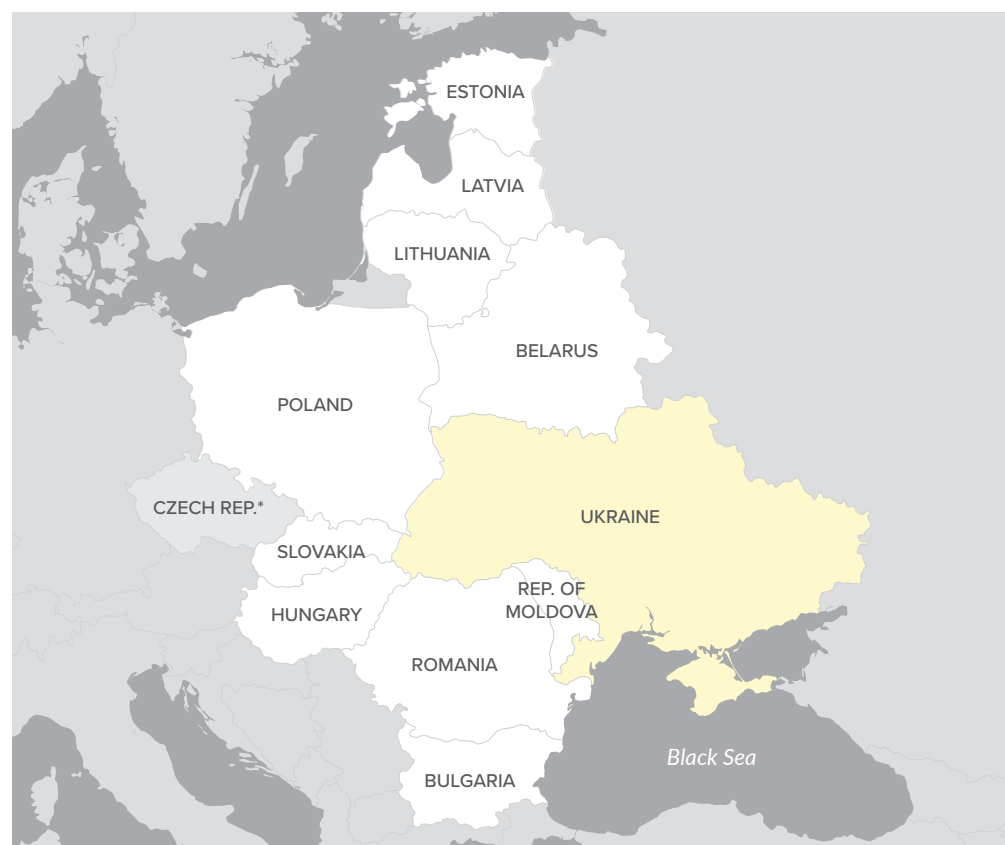 ESTONIA
LATVIA
LITHUANIA
BELARUS
POLAND
CZECH REP.*
UKRAINE
SLOVAKIA
REP. OF
MOLDOVA
HUNGARY
ROMANIA
Black Sea
BULGARIA